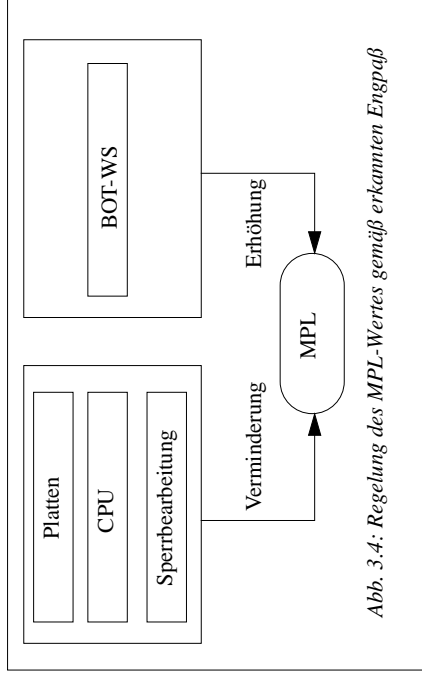 Platten
CPU
Sperrbearbeitung
BOT-WS
Verminderung
Erhöhung
MPL
Abb. 3.4: Regelung des MPL-Wertes gemäß erkannten Engpaß